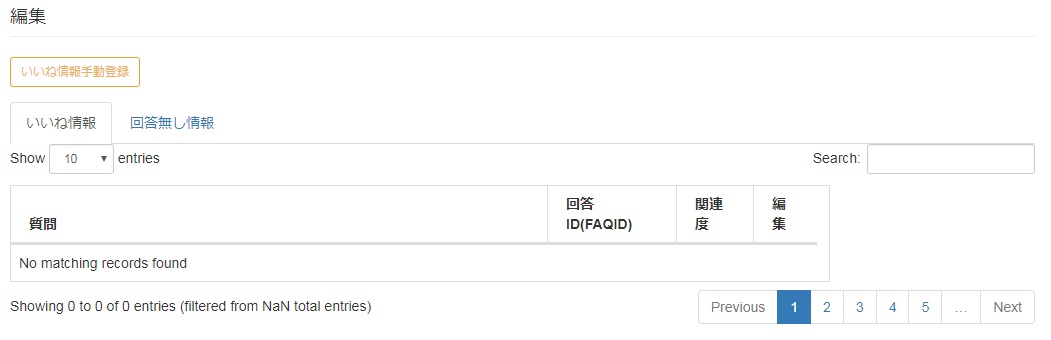 編集
いいね情報手動登録
いいね情報 回答無し情報
Show 10 entries Search:
質問 回答 ID(FAQID) 関連度 編集
No matching records found
Showing 0 to 0 of 0 entries (filtered from NaN total entries) Previous 1 2 3 4 5 … Next